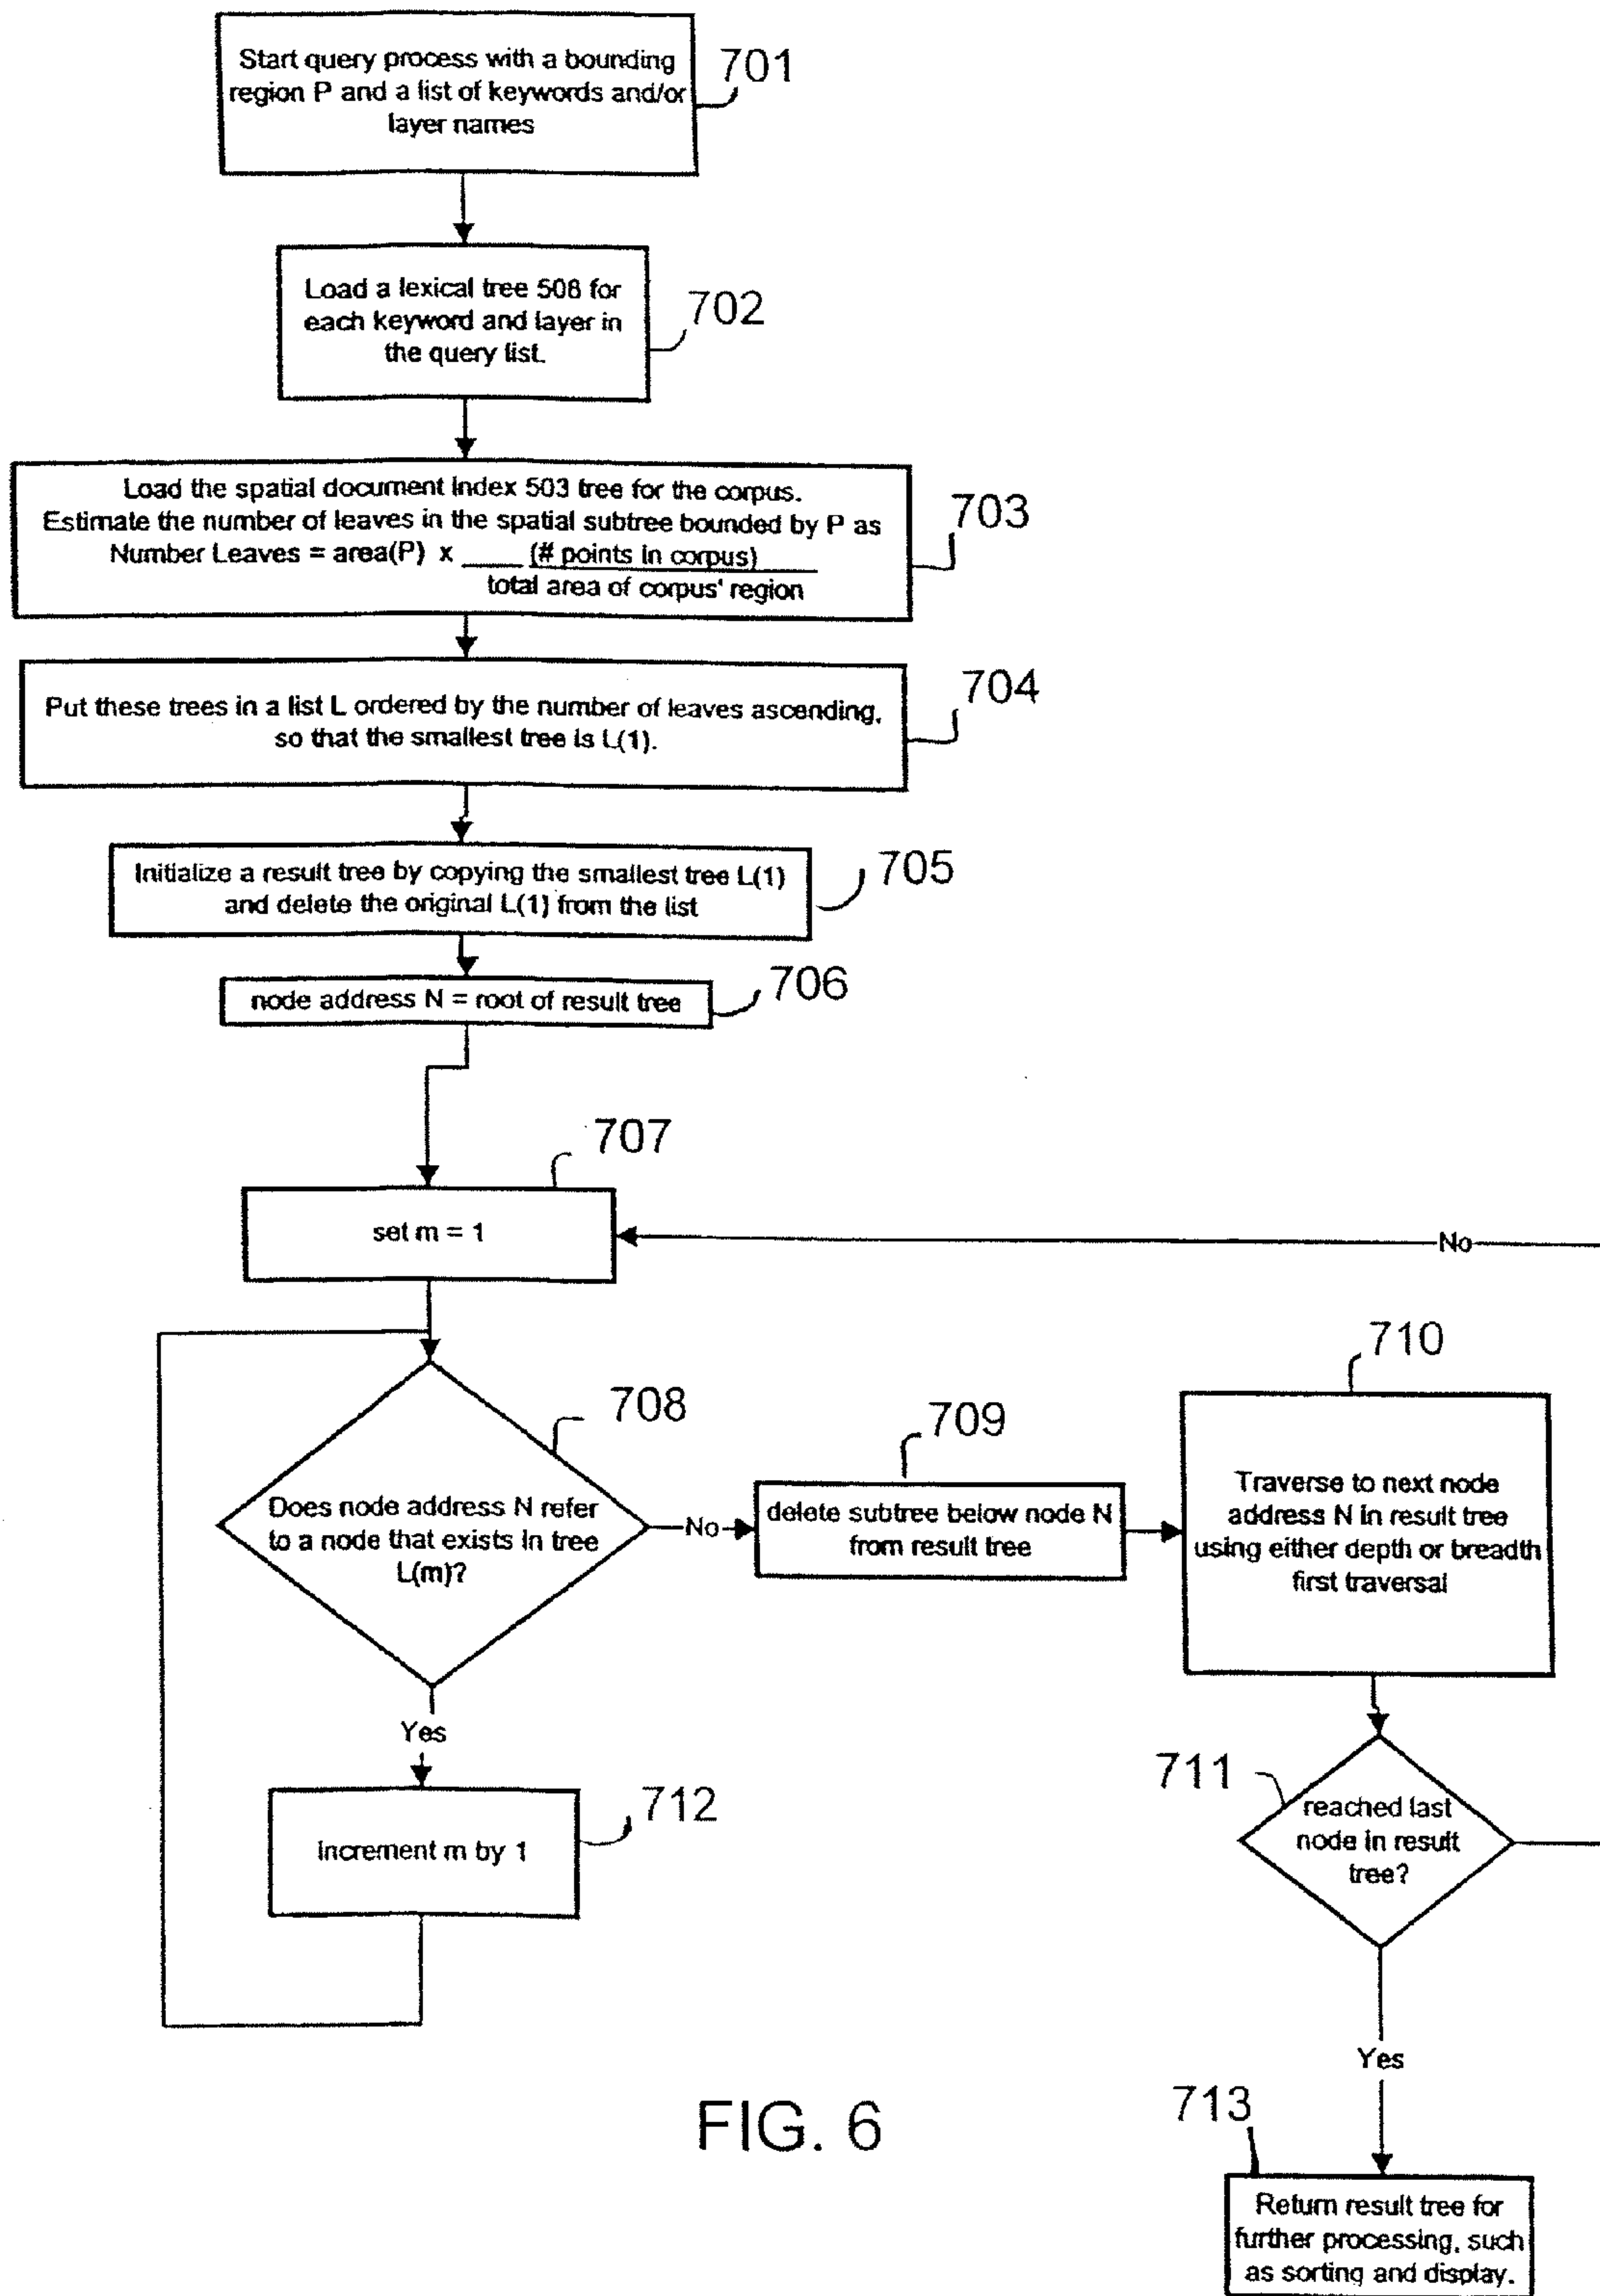 Start query process with a bounding
region P and a list of keywords and/or
layer names
701
Load a lexical tree 508 for
each keyword and layer in
the query list.
702
Load the spatial document index 503 tree for the corpus.
Estimate the number of leaves in the spatial subtree bounded by P as
Number Leaves = area(P) x ____ (# points in corpus)____
total area of corpus' region
703
Put these trees in a list L ordered by the number of leaves ascending,
so that the smallest tree is L(1).
704
Initialize a result tree by copying the smallest tree L(1)
and delete the original L(1) from the list
705
node address N = root of result tree
706
707
set m = 1
No
708
Does node address N refer
to a node that exists in tree
L(m)?
No
709
delete subtree below node N
from result tree
710
Traverse to next node
address N in result tree
using either depth or breadth
first traversal
Yes
712
increment m by 1
711
reached last
node in result
tree?
Yes
713
Return result tree for
further processing, such
as sorting and display.
FIG. 6